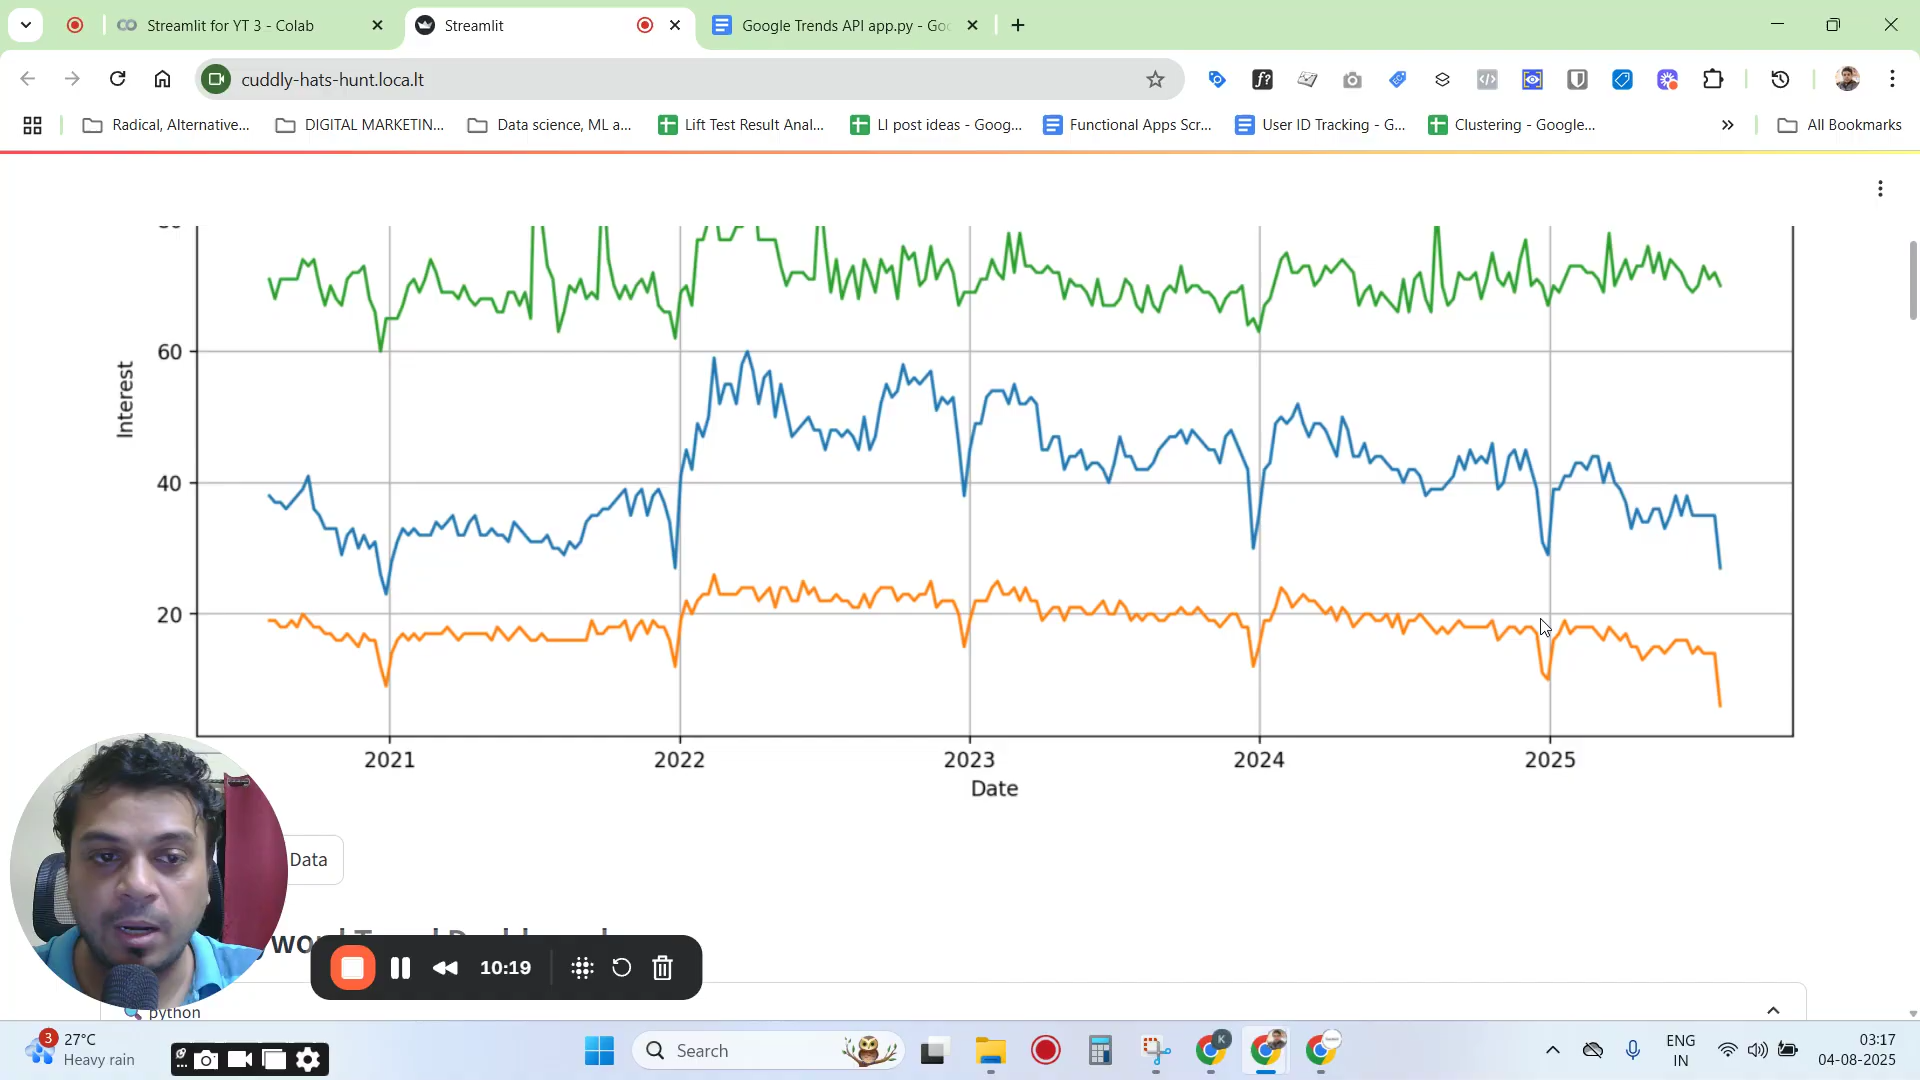 Streamlit for YT 3 - Colab
Streamlit
Google Trends API app.py - Goo
cuddly-hats-hunt.loca.lt
Radical, Alternative...
DIGITAL MARKETIN...
Data science, ML a...
Lift Test Result Anal...
LI post ideas - Goog...
Functional Apps Scr...
User ID Tracking - G...
Clustering - Google...
All Bookmarks
Interest
60
40
20
2021
2022
2023
2024
2025
Date
Data
10:19
python
3
27°C
Heavy rain
Search
K
ENG
IN
03:17
04-08-2025